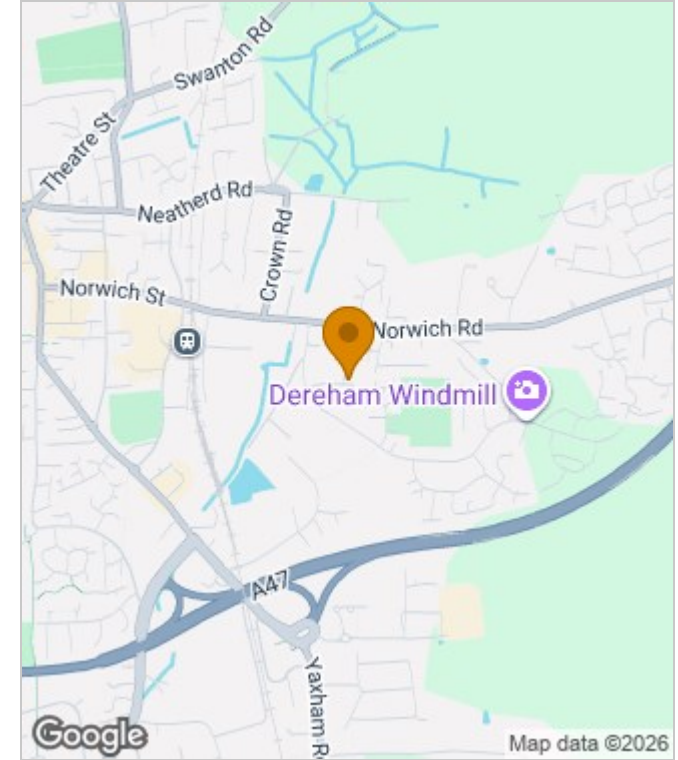 Swanton Rd
Theatre St
Neatherd Rd
Crown Rd
Norwich St
Norwich Rd
Dereham Windmill
A47
Yaxham R
Google
Map data ©2026